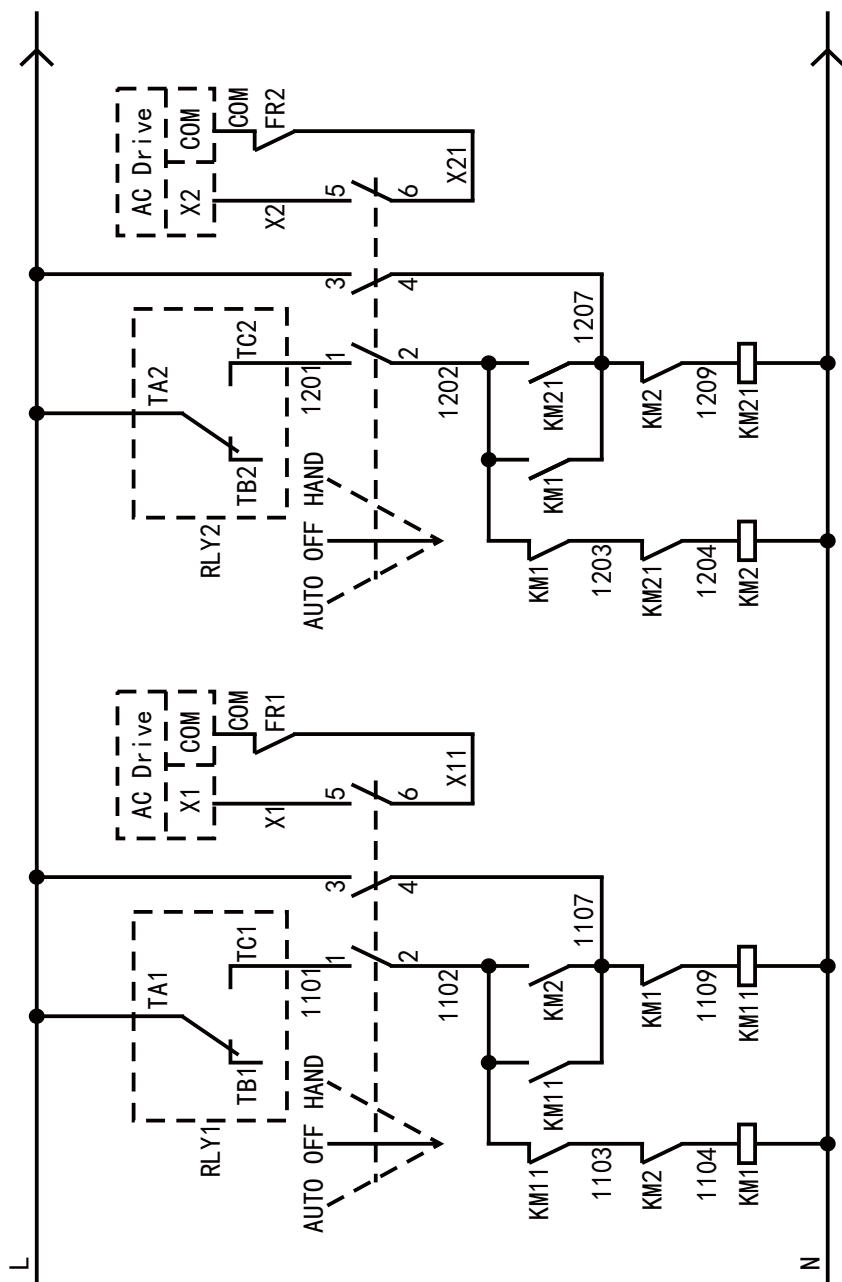 L
N
AUTO OFF HAND
RLY1
TB1
TA1
TC1
1101
1
2
1102
3
4
AC Drive
X1
COM
X1
COM
FR1
5
6
X11
KM11
1103
KM2
1104
KM1
KM11
KM2
1107
KM1
1109
KM11
AUTO OFF HAND
RLY2
TB2
TA2
TC2
1201
1
2
1202
3
4
AC Drive
X2
COM
X2
COM
FR2
5
6
X21
KM1
1203
KM21
1204
KM2
KM1
KM21
1207
KM2
1209
KM21